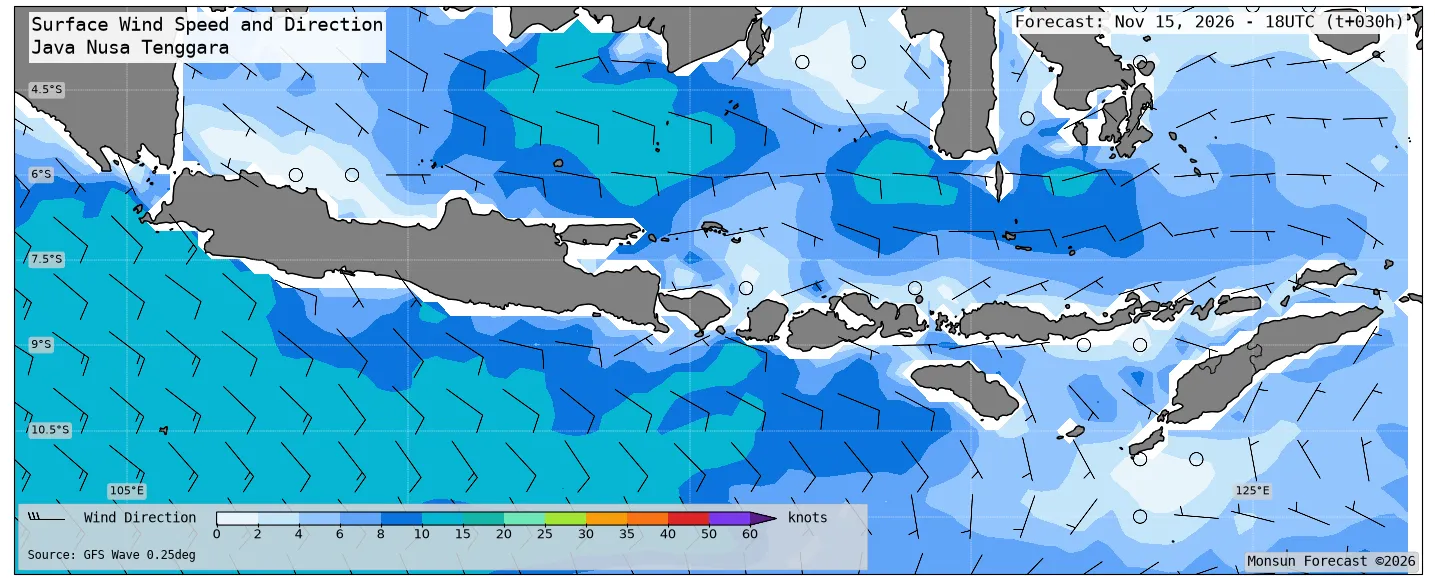 Surface Wind Speed and Direction
Java Nusa Tenggara
Forecast: Nov 15, 2026 - 18UTC (t+030h)
4.5°S
6°S
7.5°S
9°S
10.5°S
105°E
125°E
Wind Direction
0 2 4 6 8 10 15 20 25 30 35 40 50 60
knots
Source: GFS Wave 0.25deg
Monsun Forecast ©2026